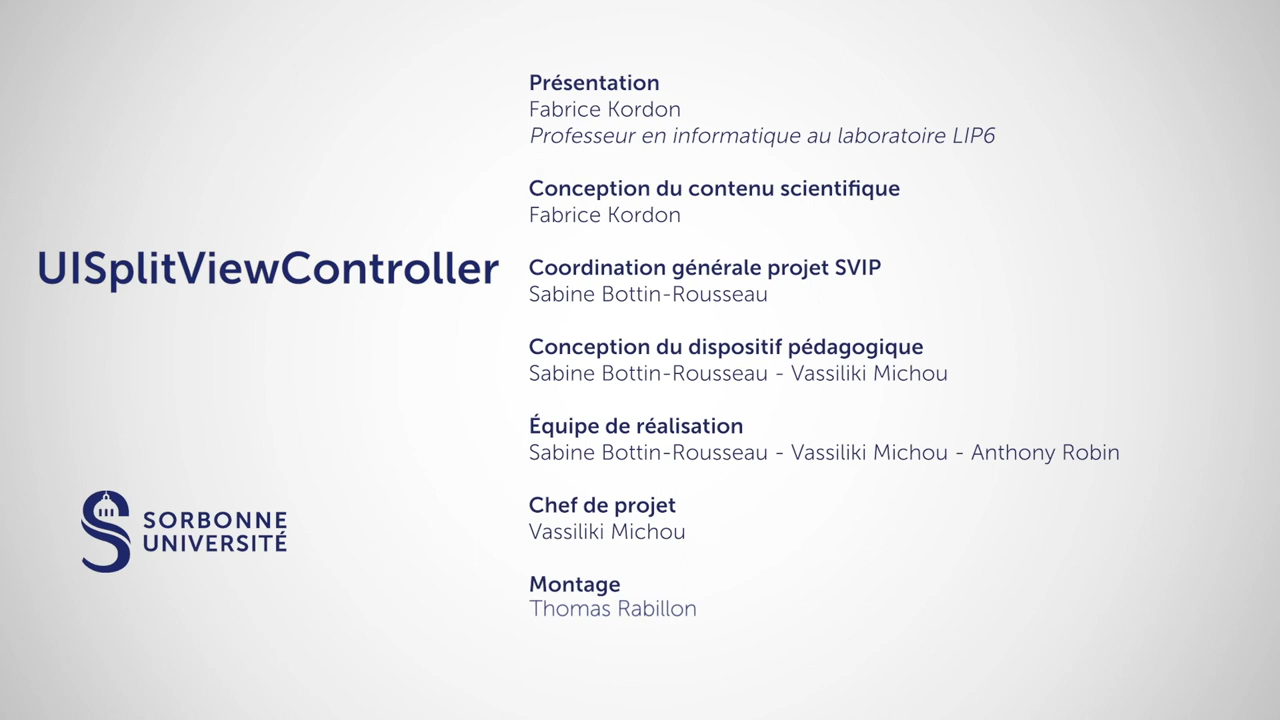 UISplitViewController
SORBONNE
UNIVERSITÉ
Présentation
Fabrice Kordon
Professeur en informatique au laboratoire LIP6
Conception du contenu scientifique
Fabrice Kordon
Coordination générale projet SVIP
Sabine Bottin-Rousseau
Conception du dispositif pédagogique
Sabine Bottin-Rousseau - Vassiliki Michou
Équipe de réalisation
Sabine Bottin-Rousseau - Vassiliki Michou - Anthony Robin
Chef de projet
Vassiliki Michou
Montage
Thomas Rabillon